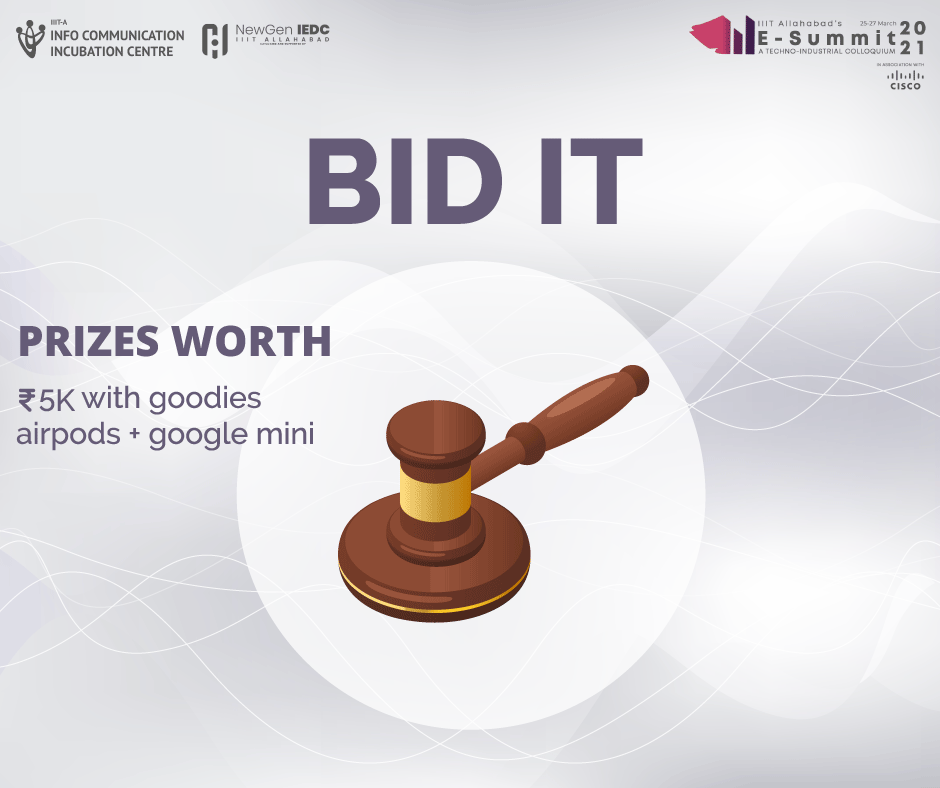 IIIT-A
INFO COMMUNICATION
INCUBATION CENTRE
NewGen IEDC
IIIT ALLAHABAD
IIIT Allahabad's
25-27 March
E-Summit
A TECHNO-INDUSTRIAL COLLOQUIUM
20
21
IN ASSOCIATION WITH
CISCO
BID IT
PRIZES WORTH
₹5K with goodies
airpods + google mini